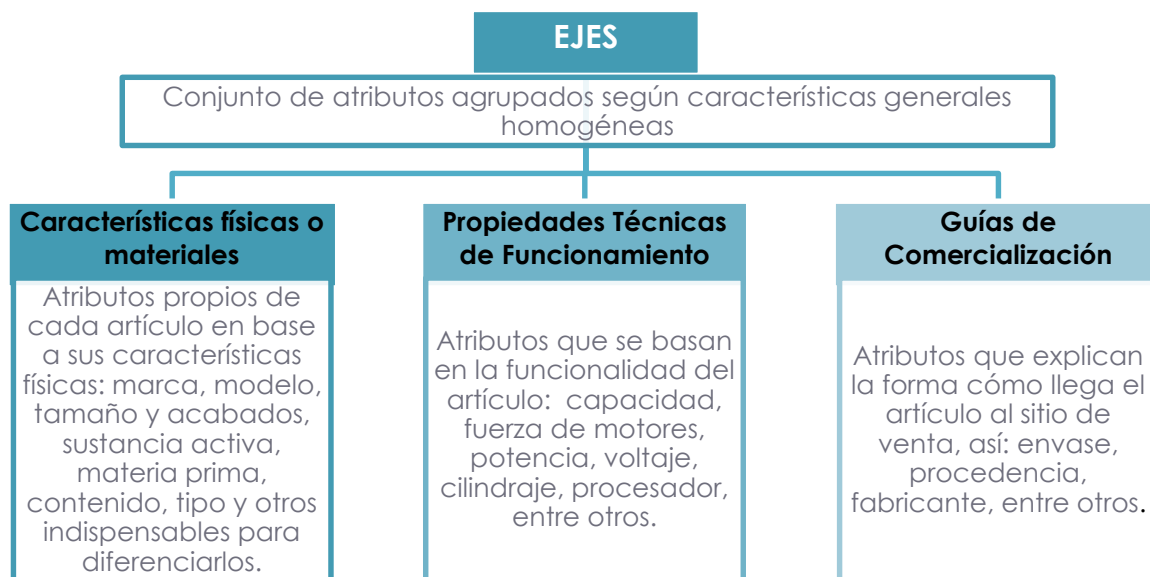 EJES
Conjunto de atributos agrupados según características generales
homogéneas
Características físicas o
materiales
Atributos propios de
cada artículo en base
a sus características
físicas: marca, modelo,
tamaño y acabados,
sustancia activa,
materia prima,
contenido, tipo y otros
indispensables para
diferenciarlos.
Propiedades Técnicas
de Funcionamiento
Atributos que se basan
en la funcionalidad del
artículo: capacidad,
fuerza de motores,
potencia, voltaje,
cilindraje, procesador,
entre otros.
Guías de
Comercialización
Atributos que explican
la forma cómo llega el
artículo al sitio de
venta, así: envase,
procedencia,
fabricante, entre otros.